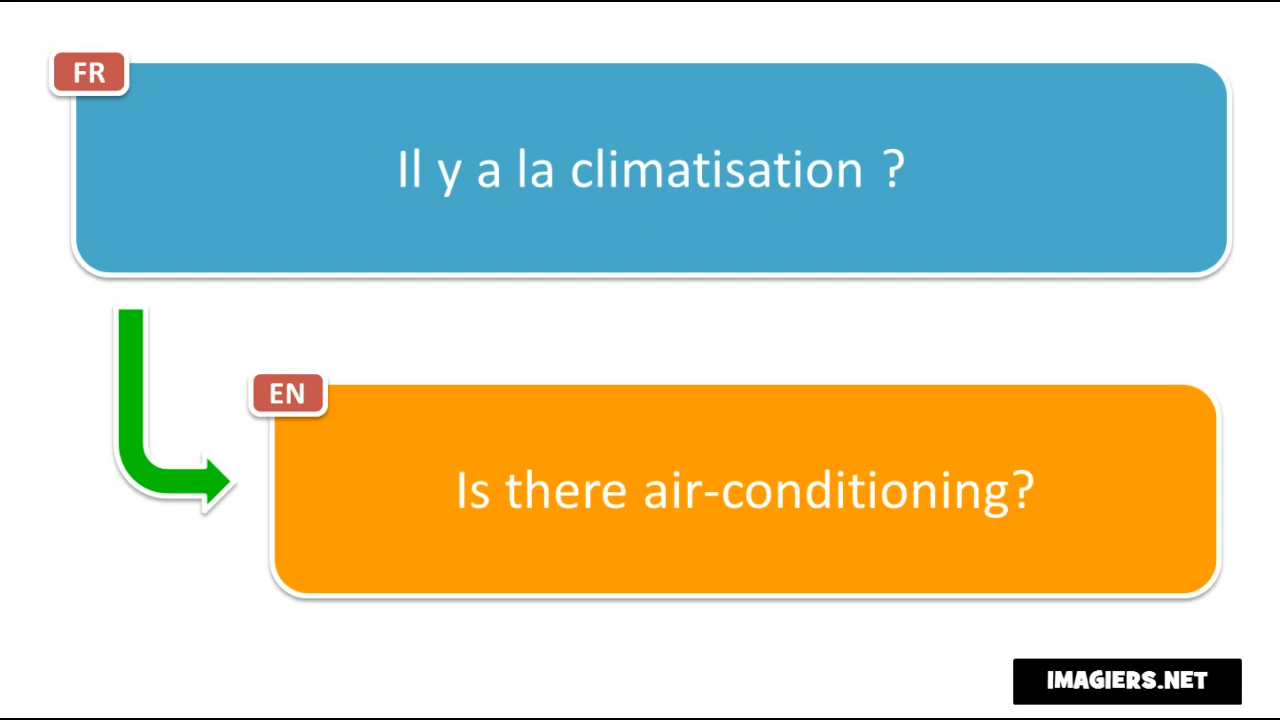 FR
Il y a la climatisation ?
EN
Is there air-conditioning?
IMAGIERS.NET